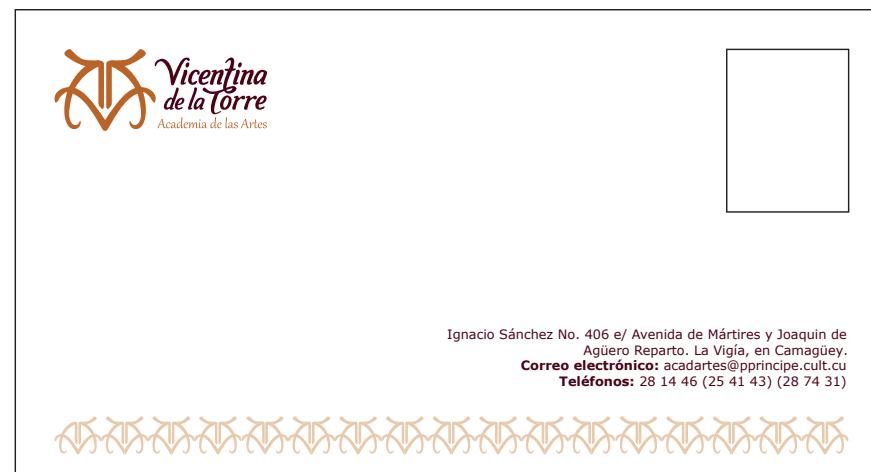 Vicentina
de la Torre
Academia de las Artes
Ignacio Sánchez No. 406 e/ Avenida de Mártires y Joaquin de
Agüero Reparto. La Vigía, en Camagüey.
Correo electrónico: acadartes@pprincipe.cult.cu
Teléfonos: 28 14 46 (25 41 43) (28 74 31)